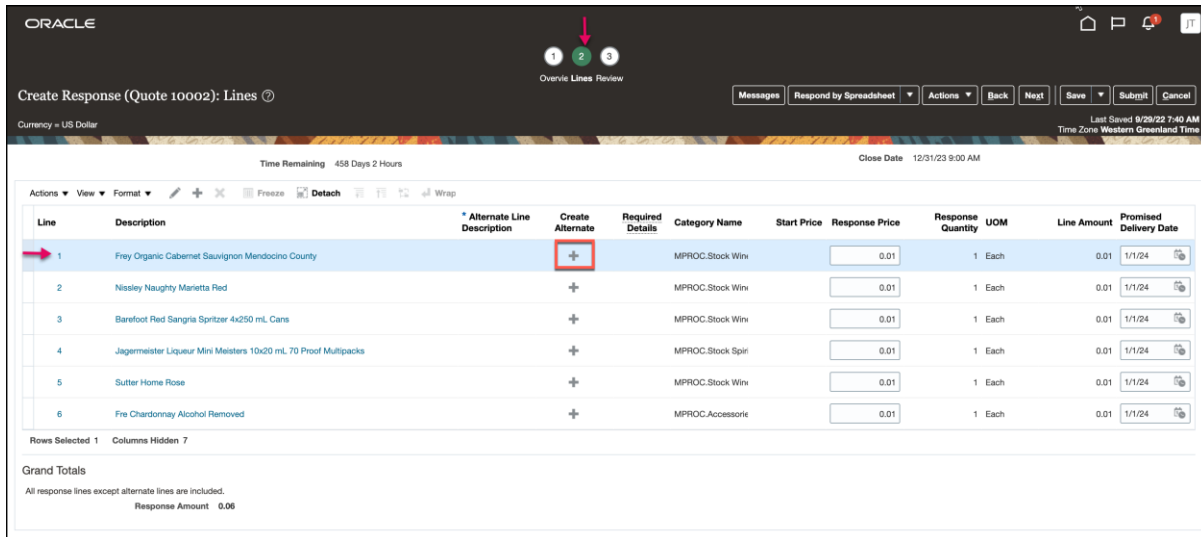 ORACLE
1
JT
1 2 3
Overvie Lines Review
Create Response (Quote 10002): Lines ?
Messages Respond by Spreadsheet Actions Back Next Save Submit Cancel
Currency = US Dollar
Last Saved 9/29/22 7:40 AM
Time Zone Western Greenland Time
Time Remaining 458 Days 2 Hours
Close Date 12/31/23 9:00 AM
Actions View Format Freeze Detach Wrap
Line Description * Alternate Line Description Create Alternate Required Details Category Name Start Price Response Price Response Quantity UOM Line Amount Promised Delivery Date
1 Frey Organic Cabernet Sauvignon Mendocino County MPROC.Stock Wine 0.01 1 Each 0.01 1/1/24
2 Nissley Naughty Marietta Red MPROC.Stock Wine 0.01 1 Each 0.01 1/1/24
3 Barefoot Red Sangria Spritzer 4x250 mL Cans MPROC.Stock Wine 0.01 1 Each 0.01 1/1/24
4 Jagermeister Liqueur Mini Meisters 10x20 mL 70 Proof Multipacks MPROC.Stock Spiri 0.01 1 Each 0.01 1/1/24
5 Sutter Home Rose MPROC.Stock Wine 0.01 1 Each 0.01 1/1/24
6 Fre Chardonnay Alcohol Removed MPROC.Accessorie 0.01 1 Each 0.01 1/1/24
Rows Selected 1 Columns Hidden 7
Grand Totals
All response lines except alternate lines are included.
Response Amount 0.06